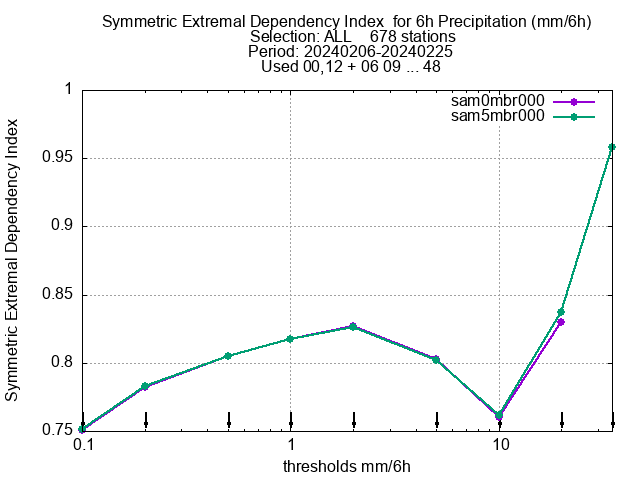 Symmetric Extremal Dependency Index  for 6h Precipitation (mm/6h)
Selection: ALL    678 stations
Period: 20240206-20240225
Used 00,12 + 06 09 ... 48
sam0mbr000
sam5mbr000
Symmetric Extremal Dependency Index
1
0.95
0.9
0.85
0.8
0.75
0.1
1
10
thresholds mm/6h